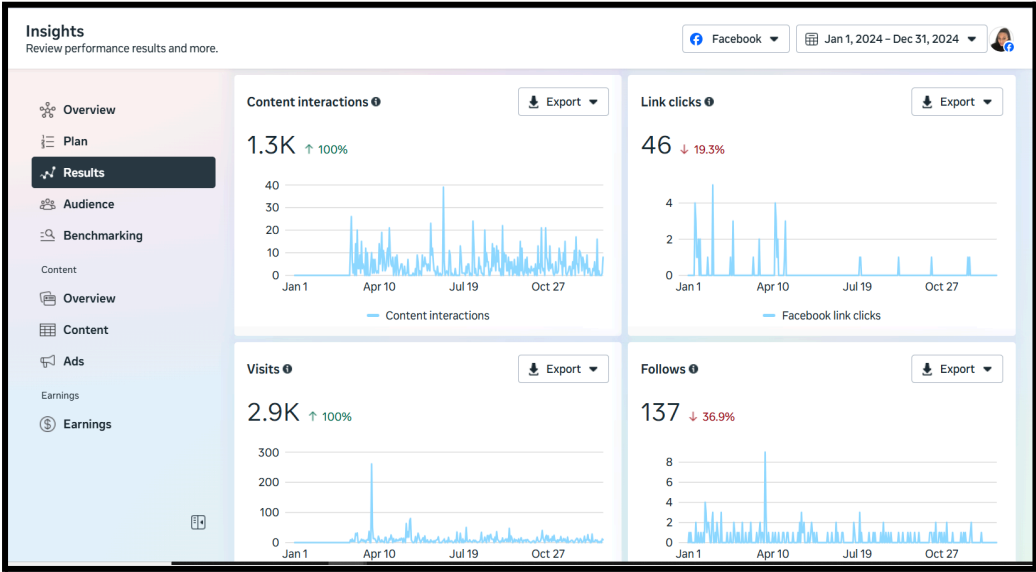 Insights
Review performance results and more.
Facebook
Jan 1, 2024 – Dec 31, 2024
Overview
Plan
Results
Audience
Benchmarking
Content
Overview
Content
Ads
Earnings
Earnings
Content interactions
Export
1.3K ↑ 100%
40
30
20
10
0
Jan 1 Apr 10 Jul 19 Oct 27
Content interactions
Link clicks
Export
46 ↓ 19.3%
4
2
0
Jan 1 Apr 10 Jul 19 Oct 27
Facebook link clicks
Visits
Export
2.9K ↑ 100%
300
200
100
0
Jan 1 Apr 10 Jul 19 Oct 27
Follows
Export
137 ↓ 36.9%
8
6
4
2
0
Jan 1 Apr 10 Jul 19 Oct 27